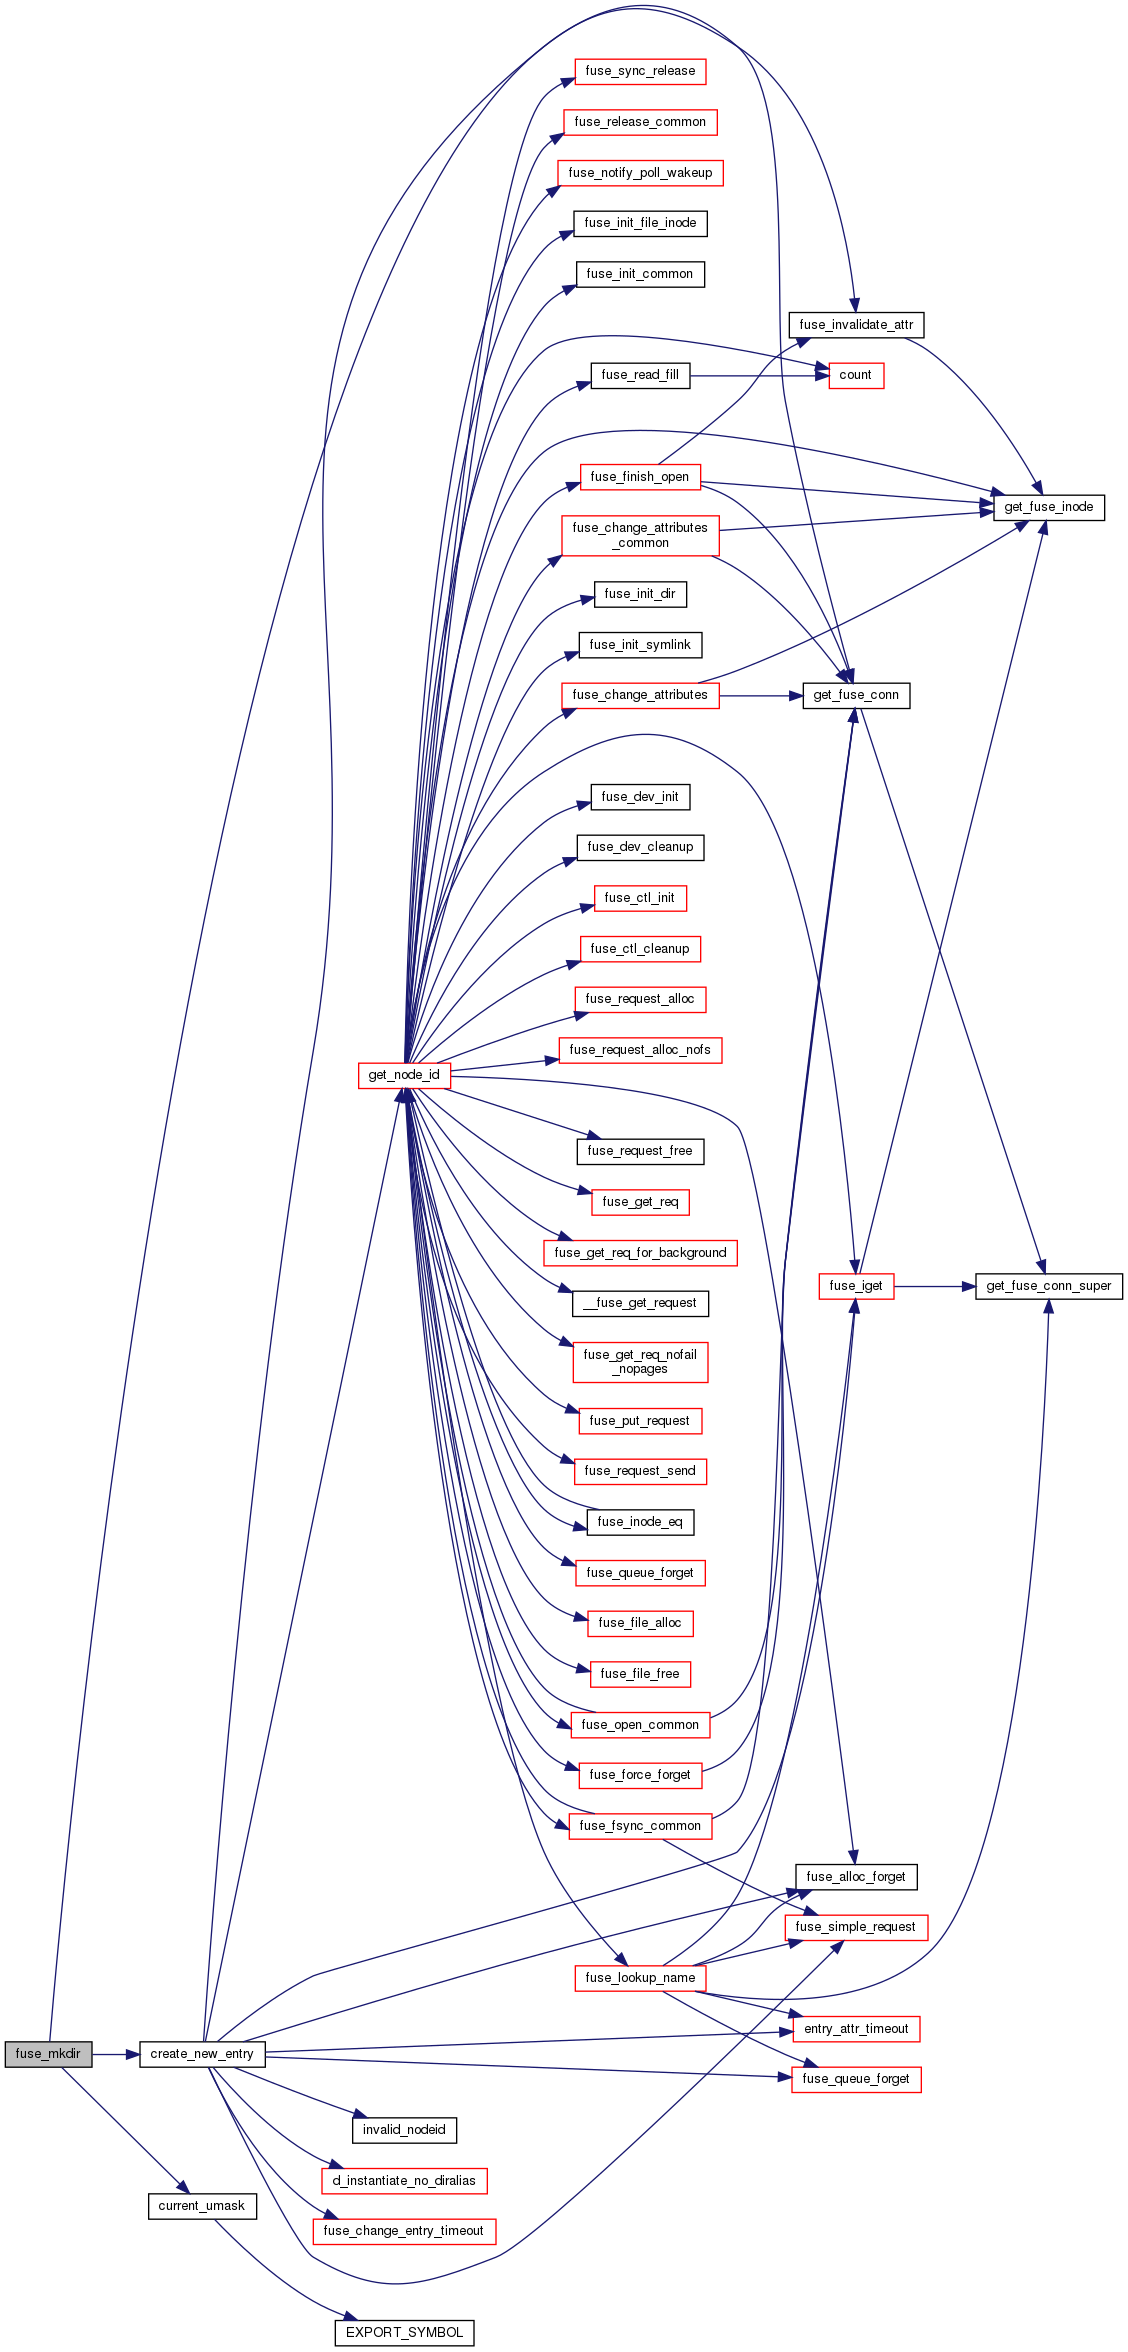 fuse_sync_release
fuse_release_common
fuse_notify_poll_wakeup
fuse_init_file_inode
fuse_init_common
fuse_invalidate_attr
fuse_read_fill
count
fuse_finish_open
get_fuse_inode
fuse_change_attributes
_common
fuse_init_dir
fuse_init_symlink
fuse_change_attributes
get_fuse_conn
fuse_dev_init
fuse_dev_cleanup
fuse_ctl_init
fuse_ctl_cleanup
fuse_request_alloc
fuse_request_alloc_nofs
get_node_id
fuse_request_free
fuse_get_req
fuse_get_req_for_background
fuse_iget
get_fuse_conn_super
__fuse_get_request
fuse_get_req_nofail
_nopages
fuse_put_request
fuse_request_send
fuse_inode_eq
fuse_queue_forget
fuse_file_alloc
fuse_file_free
fuse_open_common
fuse_force_forget
fuse_fsync_common
fuse_alloc_forget
fuse_simple_request
fuse_lookup_name
entry_attr_timeout
fuse_mkdir
create_new_entry
fuse_queue_forget
invalid_nodeid
d_instantiate_no_diralias
current_umask
fuse_change_entry_timeout
EXPORT_SYMBOL